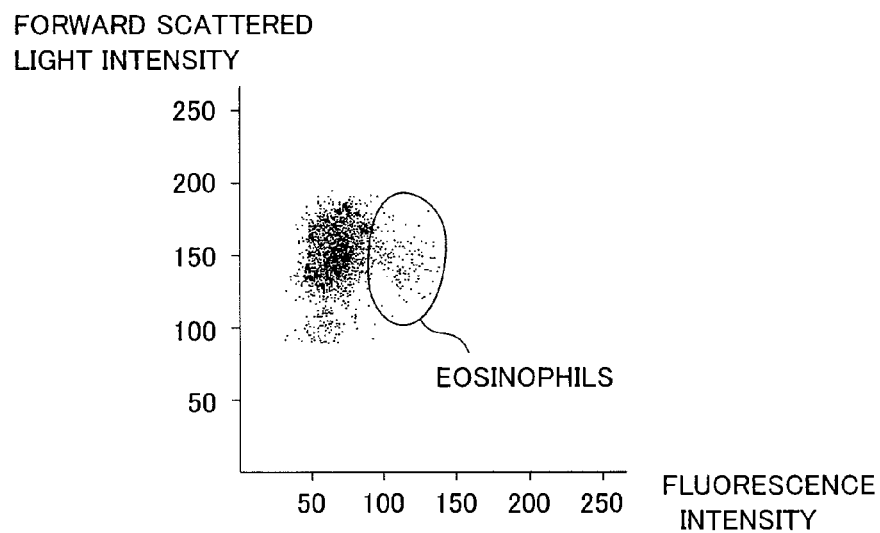 FORWARD SCATTERED
LIGHT INTENSITY
250
200
150
100
50
EOSINOPHILS
50 100 150 200 250
FLUORESCENCE
INTENSITY